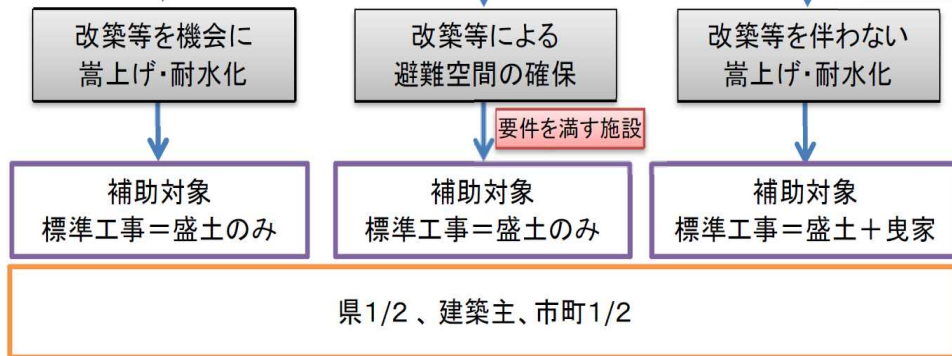 改築等を機会に
嵩上げ・耐水化
改築等による
避難空間の確保
改築等を伴わない
嵩上げ・耐水化
要件を満す施設
補助対象
標準工事＝盛土のみ
補助対象
標準工事＝盛土のみ
補助対象
標準工事＝盛土＋曳家
県1/2 、建築主、市町1/2